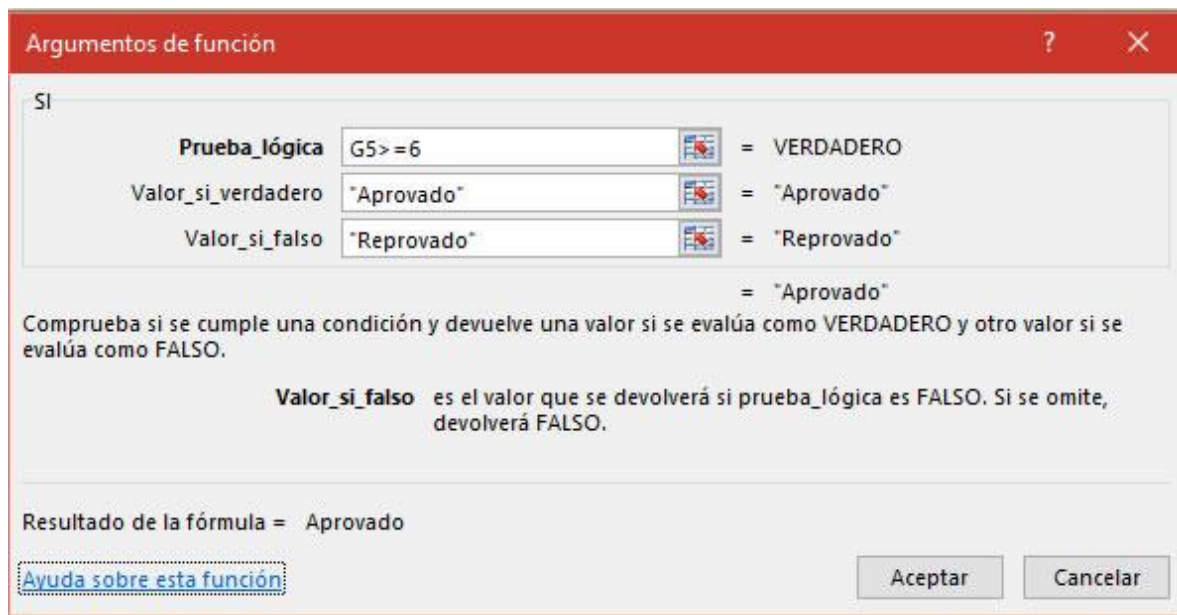 Argumentos de función ? ×
SI
Prueba_lógica G5>=6 = VERDADERO
Valor_si_verdadero "Aprovado" = "Aprovado"
Valor_si_falso "Reprovado" = "Reprovado"
= "Aprovado"
Comprueba si se cumple una condición y devuelve una valor si se evalúa como VERDADERO y otro valor si se
evalúa como FALSO.
Valor_si_falso es el valor que se devolverá si prueba_lógica es FALSO. Si se omite,
devolverá FALSO.
Resultado de la fórmula = Aprovado
Ayuda sobre esta función Aceptar Cancelar